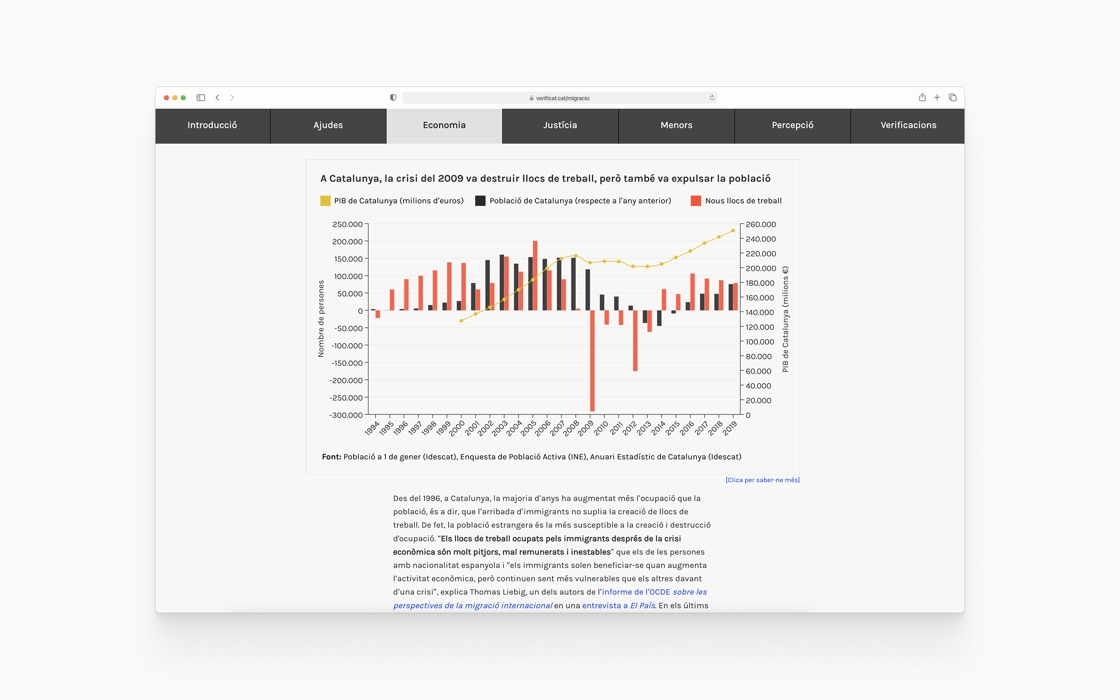 verificat.cat/migracio
Introducció
Ajudes
Economia
Justícia
Menors
Percepció
Verificacions
A Catalunya, la crisi del 2009 va destruir llocs de treball, però també va expulsar la població
PIB de Catalunya (milions d'euros)
Població de Catalunya (respecte a l'any anterior)
Nous llocs de treball
Nombre de persones
250.000
200.000
150.000
100.000
50.000
0
-50.000
-100.000
-150.000
-200.000
-250.000
-300.000
260.000
240.000
220.000
200.000
180.000
160.000
140.000
120.000
100.000
80.000
60.000
40.000
20.000
0
PIB de Catalunya (milions €)
1994
1995
1996
1997
1998
1999
2000
2001
2002
2003
2004
2005
2006
2007
2008
2009
2010
2011
2012
2013
2014
2015
2016
2017
2018
2019
Font: Població a 1 de gener (Idescat), Enquesta de Població Activa (INE), Anuari Estadístic de Catalunya (Idescat)
[Clica per saber-ne més]
Des del 1996, a Catalunya, la majoria d'anys ha augmentat més l'ocupació que la
població, és a dir, que l'arribada d'immigrants no suplia la creació de llocs de
treball. De fet, la població estrangera és la més susceptible a la creació i destrucció
d'ocupació. "Els llocs de treball ocupats pels immigrants després de la crisi
econòmica són molt pitjors, mal remunerats i inestables" que els de les persones
amb nacionalitat espanyola i "els immigrants solen beneficiar-se quan augmenta
l'activitat econòmica, però continuen sent més vulnerables que els altres davant
d'una crisi", explica Thomas Liebig, un dels autors de l'informe de l'OCDE sobre les
perspectives de la migració internacional en una entrevista a El País. En els últims